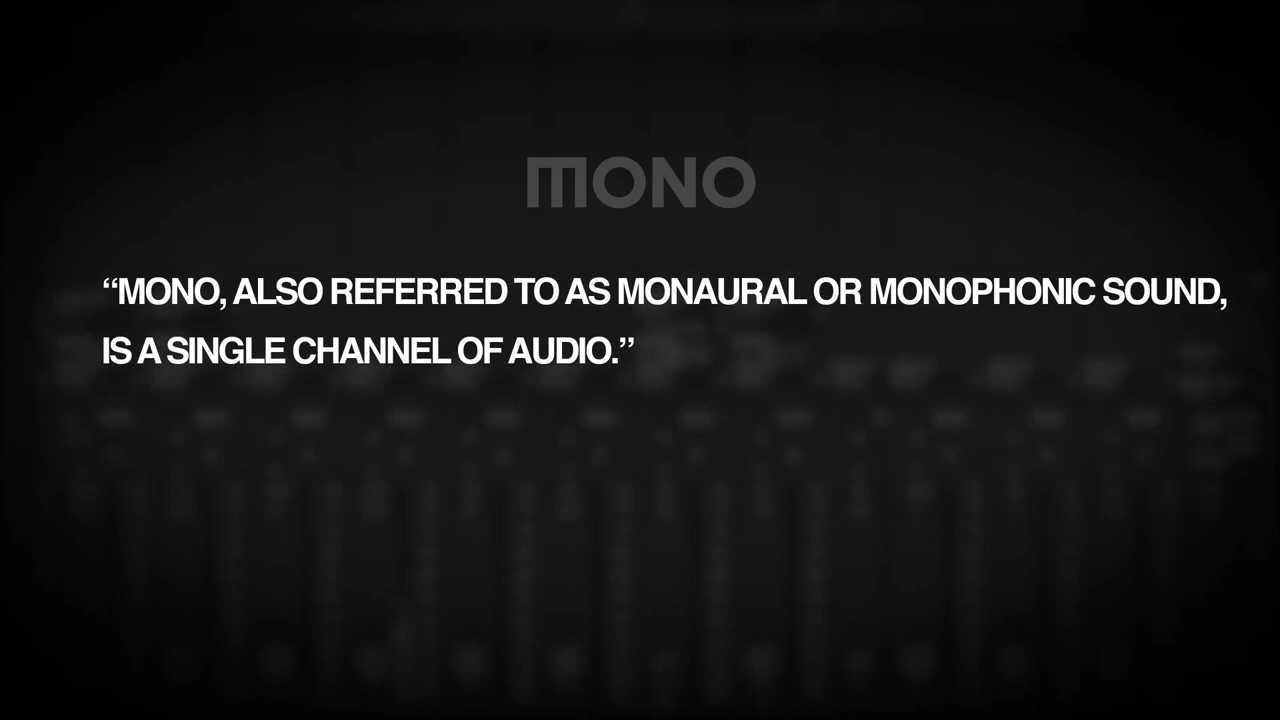 MONO
“MONO, ALSO REFERRED TO AS MONAURAL OR MONOPHONIC SOUND,
IS A SINGLE CHANNEL OF AUDIO.”